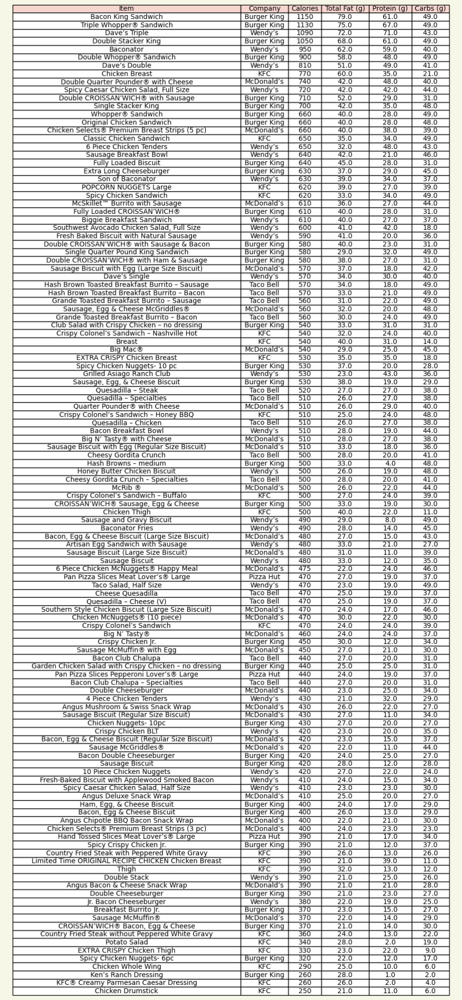 Item Company Calories Total Fat (g) Protein (g) Carbs (g)
Bacon King Sandwich Burger King 1150 79.0 61.0 49.0
Triple Whopper® Sandwich Burger King 1130 75.0 67.0 49.0
Dave’s Triple Wendy’s 1090 72.0 71.0 43.0
Double Stacker King Burger King 1050 68.0 61.0 49.0
Baconator Wendy’s 950 62.0 59.0 40.0
Double Whopper® Sandwich Burger King 900 58.0 48.0 49.0
Dave’s Double Wendy’s 810 51.0 49.0 41.0
Chicken Breast KFC 770 60.0 35.0 21.0
Double Quarter Pounder® with Cheese McDonald’s 740 42.0 48.0 40.0
Spicy Caesar Chicken Salad, Full Size Wendy’s 720 42.0 42.0 44.0
Double CROISSAN’WICH® with Sausage Burger King 710 52.0 29.0 31.0
Single Stacker King Burger King 700 42.0 35.0 48.0
Whopper® Sandwich Burger King 660 40.0 28.0 49.0
Original Chicken Sandwich Burger King 660 40.0 28.0 48.0
Chicken Selects® Premium Breast Strips (5 pc) McDonald’s 660 40.0 38.0 39.0
Classic Chicken Sandwich KFC 650 35.0 34.0 49.0
6 Piece Chicken Tenders Wendy’s 650 32.0 48.0 43.0
Sausage Breakfast Bowl Wendy’s 640 42.0 21.0 46.0
Fully Loaded Biscuit Burger King 640 45.0 28.0 31.0
Extra Long Cheeseburger Burger King 630 37.0 29.0 45.0
Son of Baconator Wendy’s 630 39.0 34.0 37.0
POPCORN NUGGETS Large KFC 620 39.0 27.0 39.0
Spicy Chicken Sandwich KFC 620 33.0 34.0 49.0
McSkillet™ Burrito with Sausage McDonald’s 610 36.0 27.0 44.0
Fully Loaded CROISSAN’WICH® Burger King 610 40.0 28.0 31.0
Biggie Breakfast Sandwich Wendy’s 610 40.0 27.0 37.0
Southwest Avocado Chicken Salad, Full Size Wendy’s 600 41.0 42.0 18.0
Fresh Baked Biscuit with Natural Sausage Wendy’s 590 41.0 20.0 36.0
Double CROISSAN’WICH® with Sausage & Bacon Burger King 580 40.0 23.0 31.0
Single Quarter Pound King Sandwich Burger King 580 29.0 32.0 49.0
Double CROISSAN’WICH® with Ham & Sausage Burger King 580 38.0 27.0 31.0
Sausage Biscuit with Egg (Large Size Biscuit) McDonald’s 570 37.0 18.0 42.0
Dave’s Single Wendy’s 570 34.0 30.0 40.0
Hash Brown Toasted Breakfast Burrito – Sausage Taco Bell 570 34.0 18.0 49.0
Hash Brown Toasted Breakfast Burrito – Bacon Taco Bell 570 33.0 21.0 49.0
Grande Toasted Breakfast Burrito – Sausage Taco Bell 560 31.0 22.0 49.0
Sausage, Egg & Cheese McGriddles® McDonald’s 560 32.0 20.0 48.0
Grande Toasted Breakfast Burrito – Bacon Taco Bell 560 30.0 24.0 49.0
Club Salad with Crispy Chicken – no dressing Burger King 540 33.0 31.0 31.0
Crispy Colonel’s Sandwich – Nashville Hot KFC 540 32.0 24.0 40.0
Breast KFC 540 40.0 31.0 14.0
Big Mac® McDonald’s 540 29.0 25.0 45.0
EXTRA CRISPY Chicken Breast KFC 530 35.0 35.0 18.0
Spicy Chicken Nuggets- 10 pc Burger King 530 37.0 20.0 28.0
Grilled Asiago Ranch Club Wendy’s 530 23.0 43.0 36.0
Sausage, Egg, & Cheese Biscuit Burger King 530 38.0 19.0 29.0
Quesadilla – Steak Taco Bell 520 27.0 27.0 38.0
Quesadilla – Specialties Taco Bell 510 26.0 27.0 38.0
Quarter Pounder® with Cheese McDonald’s 510 26.0 29.0 40.0
Crispy Colonel’s Sandwich – Honey BBQ KFC 510 25.0 24.0 48.0
Quesadilla – Chicken Taco Bell 510 26.0 27.0 38.0
Bacon Breakfast Bowl Wendy’s 510 28.0 19.0 44.0
Big N’ Tasty® with Cheese McDonald’s 510 28.0 27.0 38.0
Sausage Biscuit with Egg (Regular Size Biscuit) McDonald’s 510 33.0 18.0 36.0
Cheesy Gordita Crunch Taco Bell 500 28.0 20.0 41.0
Hash Browns – medium Burger King 500 33.0 4.0 48.0
Honey Butter Chicken Biscuit Wendy’s 500 26.0 19.0 48.0
Cheesy Gordita Crunch – Specialties Taco Bell 500 28.0 20.0 41.0
McRib ® McDonald’s 500 26.0 22.0 44.0
Crispy Colonel’s Sandwich – Buffalo KFC 500 27.0 24.0 39.0
CROISSAN’WICH® Sausage, Egg & Cheese Burger King 500 33.0 19.0 30.0
Chicken Thigh KFC 500 40.0 22.0 11.0
Sausage and Gravy Biscuit Wendy’s 490 29.0 8.0 49.0
Baconator Fries Wendy’s 490 28.0 14.0 45.0
Bacon, Egg & Cheese Biscuit (Large Size Biscuit) McDonald’s 480 27.0 15.0 43.0
Artisan Egg Sandwich with Sausage Wendy’s 480 33.0 21.0 27.0
Sausage Biscuit (Large Size Biscuit) McDonald’s 480 31.0 11.0 39.0
Sausage Biscuit Wendy’s 480 33.0 12.0 35.0
6 Piece Chicken McNuggets® Happy Meal McDonald’s 475 22.0 24.0 46.0
Pan Pizza Slices Meat Lover’s® Large Pizza Hut 470 27.0 19.0 37.0
Taco Salad, Half Size Wendy’s 470 23.0 19.0 49.0
Cheese Quesadilla Taco Bell 470 25.0 19.0 37.0
Quesadilla – Cheese (V) Taco Bell 470 25.0 19.0 37.0
Southern Style Chicken Biscuit (Large Size Biscuit) McDonald’s 470 24.0 17.0 46.0
Chicken McNuggets® (10 piece) McDonald’s 470 30.0 22.0 30.0
Crispy Colonel’s Sandwich KFC 470 24.0 24.0 39.0
Big N’ Tasty® McDonald’s 460 24.0 24.0 37.0
Crispy Chicken Jr. Burger King 450 30.0 12.0 34.0
Sausage McMuffin® with Egg McDonald’s 450 27.0 21.0 30.0
Bacon Club Chalupa Taco Bell 440 27.0 20.0 31.0
Garden Chicken Salad with Crispy Chicken – no dressing Burger King 440 25.0 25.0 31.0
Pan Pizza Slices Pepperoni Lover’s® Large Pizza Hut 440 24.0 19.0 37.0
Bacon Club Chalupa – Specialties Taco Bell 440 27.0 20.0 31.0
Double Cheeseburger McDonald’s 440 23.0 25.0 34.0
4 Piece Chicken Tenders Wendy’s 430 21.0 32.0 29.0
Angus Mushroom & Swiss Snack Wrap McDonald’s 430 26.0 22.0 27.0
Sausage Biscuit (Regular Size Biscuit) McDonald’s 430 27.0 11.0 34.0
Chicken Nuggets- 10pc Burger King 430 27.0 20.0 27.0
Crispy Chicken BLT Wendy’s 420 23.0 20.0 35.0
Bacon, Egg & Cheese Biscuit (Regular Size Biscuit) McDonald’s 420 23.0 15.0 37.0
Sausage McGriddles® McDonald’s 420 22.0 11.0 44.0
Bacon Double Cheeseburger Burger King 420 24.0 25.0 27.0
Sausage Biscuit Burger King 420 28.0 12.0 28.0
10 Piece Chicken Nuggets Wendy’s 420 27.0 22.0 24.0
Fresh-Baked Biscuit with Applewood Smoked Bacon Wendy’s 410 24.0 15.0 34.0
Spicy Caesar Chicken Salad, Half Size Wendy’s 410 23.0 23.0 30.0
Angus Deluxe Snack Wrap McDonald’s 410 25.0 20.0 27.0
Ham, Egg, & Cheese Biscuit Burger King 400 24.0 17.0 29.0
Bacon, Egg & Cheese Biscuit Burger King 400 26.0 13.0 29.0
Angus Chipotle BBQ Bacon Snack Wrap McDonald’s 400 22.0 21.0 30.0
Chicken Selects® Premium Breast Strips (3 pc) McDonald’s 400 24.0 23.0 23.0
Hand Tossed Slices Meat Lover’s® Large Pizza Hut 390 21.0 17.0 34.0
Spicy Crispy Chicken Jr. Burger King 390 21.0 12.0 37.0
Country Fried Steak with Peppered White Gravy KFC 390 26.0 13.0 26.0
Limited Time ORIGINAL RECIPE CHICKEN Chicken Breast KFC 390 21.0 39.0 11.0
Thigh KFC 390 32.0 13.0 12.0
Double Stack Wendy’s 390 21.0 25.0 26.0
Angus Bacon & Cheese Snack Wrap McDonald’s 390 21.0 21.0 28.0
Double Cheeseburger Burger King 390 21.0 23.0 27.0
Jr. Bacon Cheeseburger Wendy’s 380 22.0 19.0 25.0
Breakfast Burrito Jr. Burger King 370 23.0 15.0 27.0
Sausage McMuffin® McDonald’s 370 22.0 14.0 29.0
CROISSAN’WICH® Bacon, Egg & Cheese Burger King 370 21.0 14.0 30.0
Country Fried Steak without Peppered White Gravy KFC 360 24.0 13.0 22.0
Potato Salad KFC 340 28.0 2.0 19.0
EXTRA CRISPY Chicken Thigh KFC 330 23.0 22.0 9.0
Spicy Chicken Nuggets- 6pc Burger King 320 22.0 12.0 17.0
Chicken Whole Wing KFC 290 25.0 10.0 6.0
Ken’s Ranch Dressing Burger King 260 28.0 1.0 2.0
KFC® Creamy Parmesan Caesar Dressing KFC 260 26.0 2.0 4.0
Chicken Drumstick KFC 250 21.0 11.0 6.0